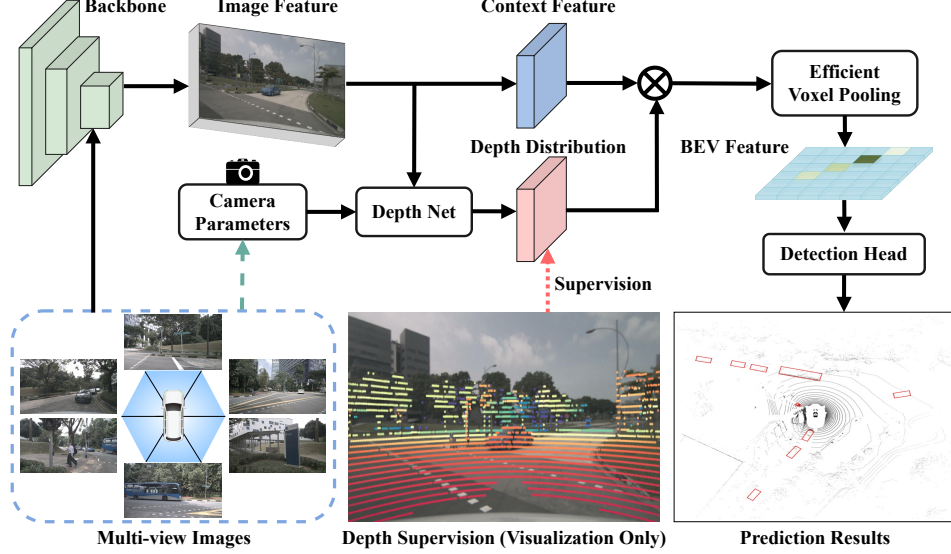 Backbone
Image Feature
Context Feature
Efficient
Voxel Pooling
Depth Distribution
BEV Feature
Camera
Parameters
Depth Net
Detection Head
Supervision
Multi-view Images
Depth Supervision (Visualization Only)
Prediction Results